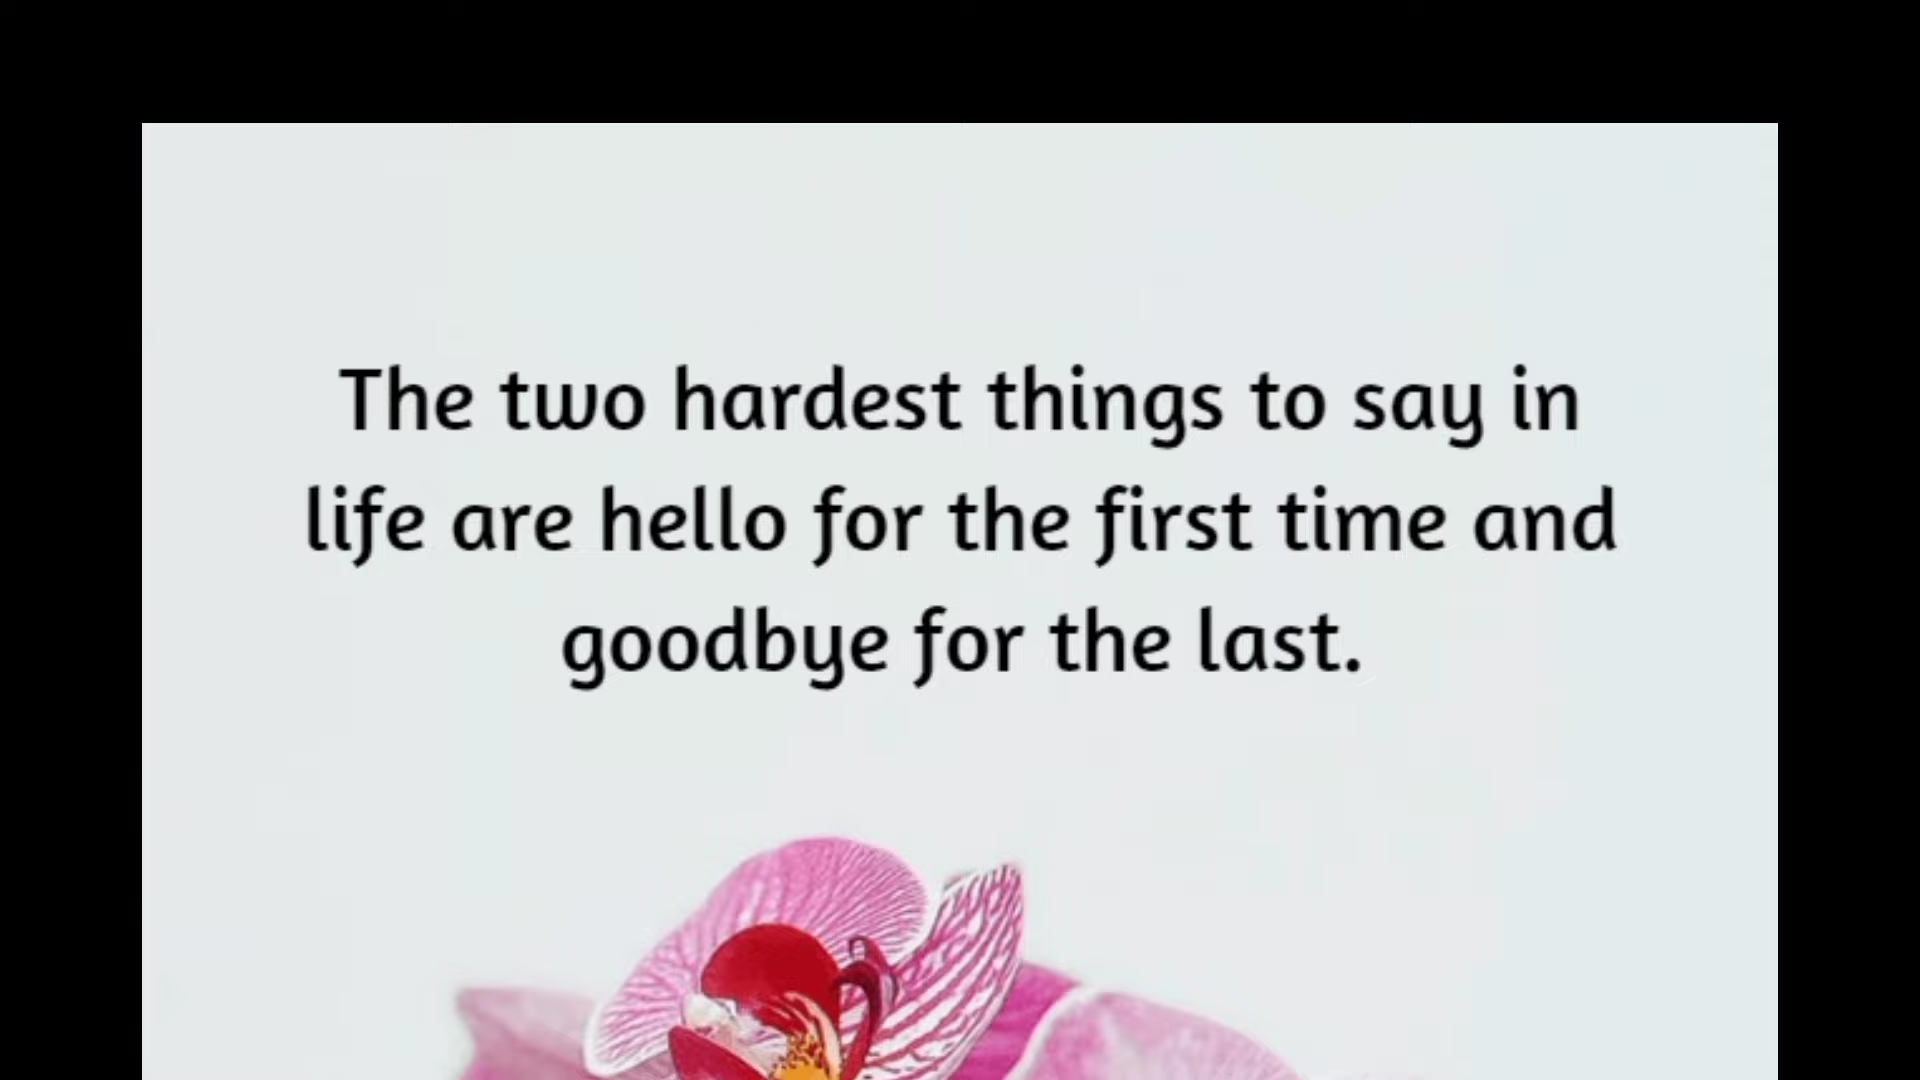 The two hardest things to say in
life are hello for the first time and
goodbye for the last.